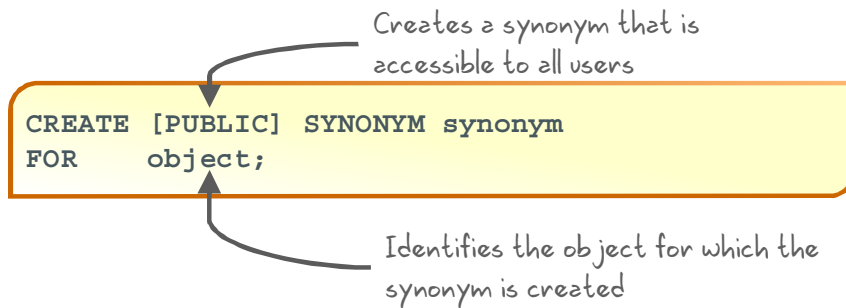 Creates a synonym that is
accessible to all users
CREATE [PUBLIC] SYNONYM synonym
FOR object;
Identifies the object for which the
synonym is created